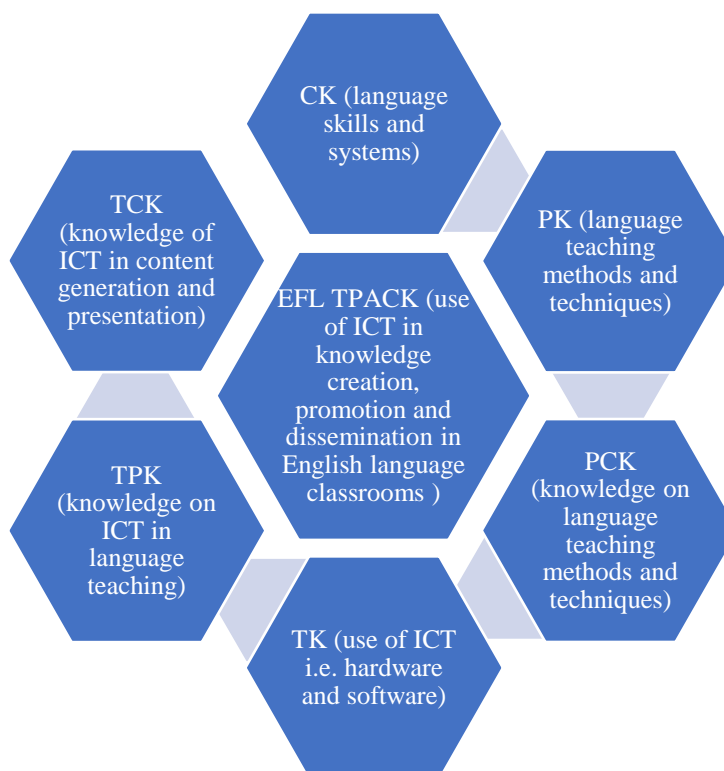 CK (language
skills and
systems)
PK (language
teaching
methods and
techniques)
PCK
(knowledge on
language
teaching
methods and
techniques)
TK (use of ICT
i.e. hardware
and software)
TPK
(knowledge on
ICT in
language
teaching)
TCK
(knowledge of
ICT in content
generation and
presentation)
EFL TPACK (use
of ICT in
knowledge
creation,
promotion and
dissemination in
English language
classrooms )